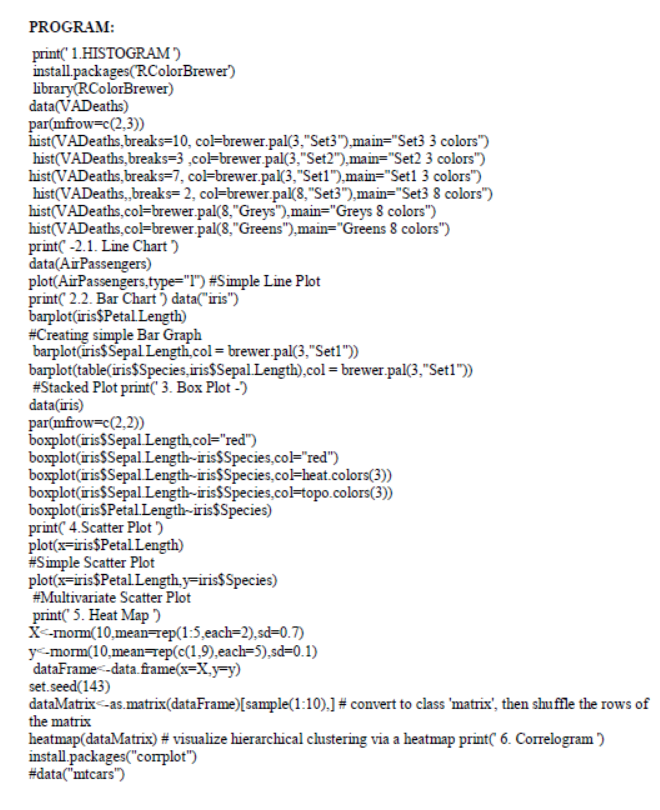 PROGRAM:
print(' 1.HISTOGRAM ')
install.packages('RColorBrewer')
library(RColorBrewer)
data(VADeaths)
par(mfrow=c(2,3))
hist(VADeaths,breaks=10, col=brewer.pal(3,"Set3"),main="Set3 3 colors")
hist(VADeaths,breaks=3 ,col=brewer.pal(3,"Set2"),main="Set2 3 colors")
hist(VADeaths,breaks=7, col=brewer.pal(3,"Set1"),main="Set1 3 colors")
hist(VADeaths,,breaks= 2, col=brewer.pal(8,"Set3"),main="Set3 8 colors")
hist(VADeaths,col=brewer.pal(8,"Greys"),main="Greys 8 colors")
hist(VADeaths,col=brewer.pal(8,"Greens"),main="Greens 8 colors")
print(' -2.1. Line Chart ')
data(AirPassengers)
plot(AirPassengers,type="l") #Simple Line Plot
print(' 2.2. Bar Chart ') data("iris")
barplot(iris$Petal.Length)
#Creating simple Bar Graph
barplot(iris$Sepal.Length,col = brewer.pal(3,"Set1"))
barplot(table(iris$Species,iris$Sepal.Length),col = brewer.pal(3,"Set1"))
#Stacked Plot print(' 3. Box Plot -')
data(iris)
par(mfrow=c(2,2))
boxplot(iris$Sepal.Length,col="red")
boxplot(iris$Sepal.Length~iris$Species,col="red")
boxplot(iris$Sepal.Length~iris$Species,col=heat.colors(3))
boxplot(iris$Sepal.Length~iris$Species,col=topo.colors(3))
boxplot(iris$Petal.Length~iris$Species)
print(' 4.Scatter Plot ')
plot(x=iris$Petal.Length)
#Simple Scatter Plot
plot(x=iris$Petal.Length,y=iris$Species)
#Multivariate Scatter Plot
print(' 5. Heat Map ')
X<-rnorm(10,mean=rep(1:5,each=2),sd=0.7)
y<-rnorm(10,mean=rep(c(1,9),each=5),sd=0.1)
dataFrame<-data.frame(x=X,y=y)
set.seed(143)
dataMatrix<-as.matrix(dataFrame)[sample(1:10),] # convert to class 'matrix', then shuffle the rows of
the matrix
heatmap(dataMatrix) # visualize hierarchical clustering via a heatmap print(' 6. Correlogram ')
install.packages("corrplot")
#data("mtcars")